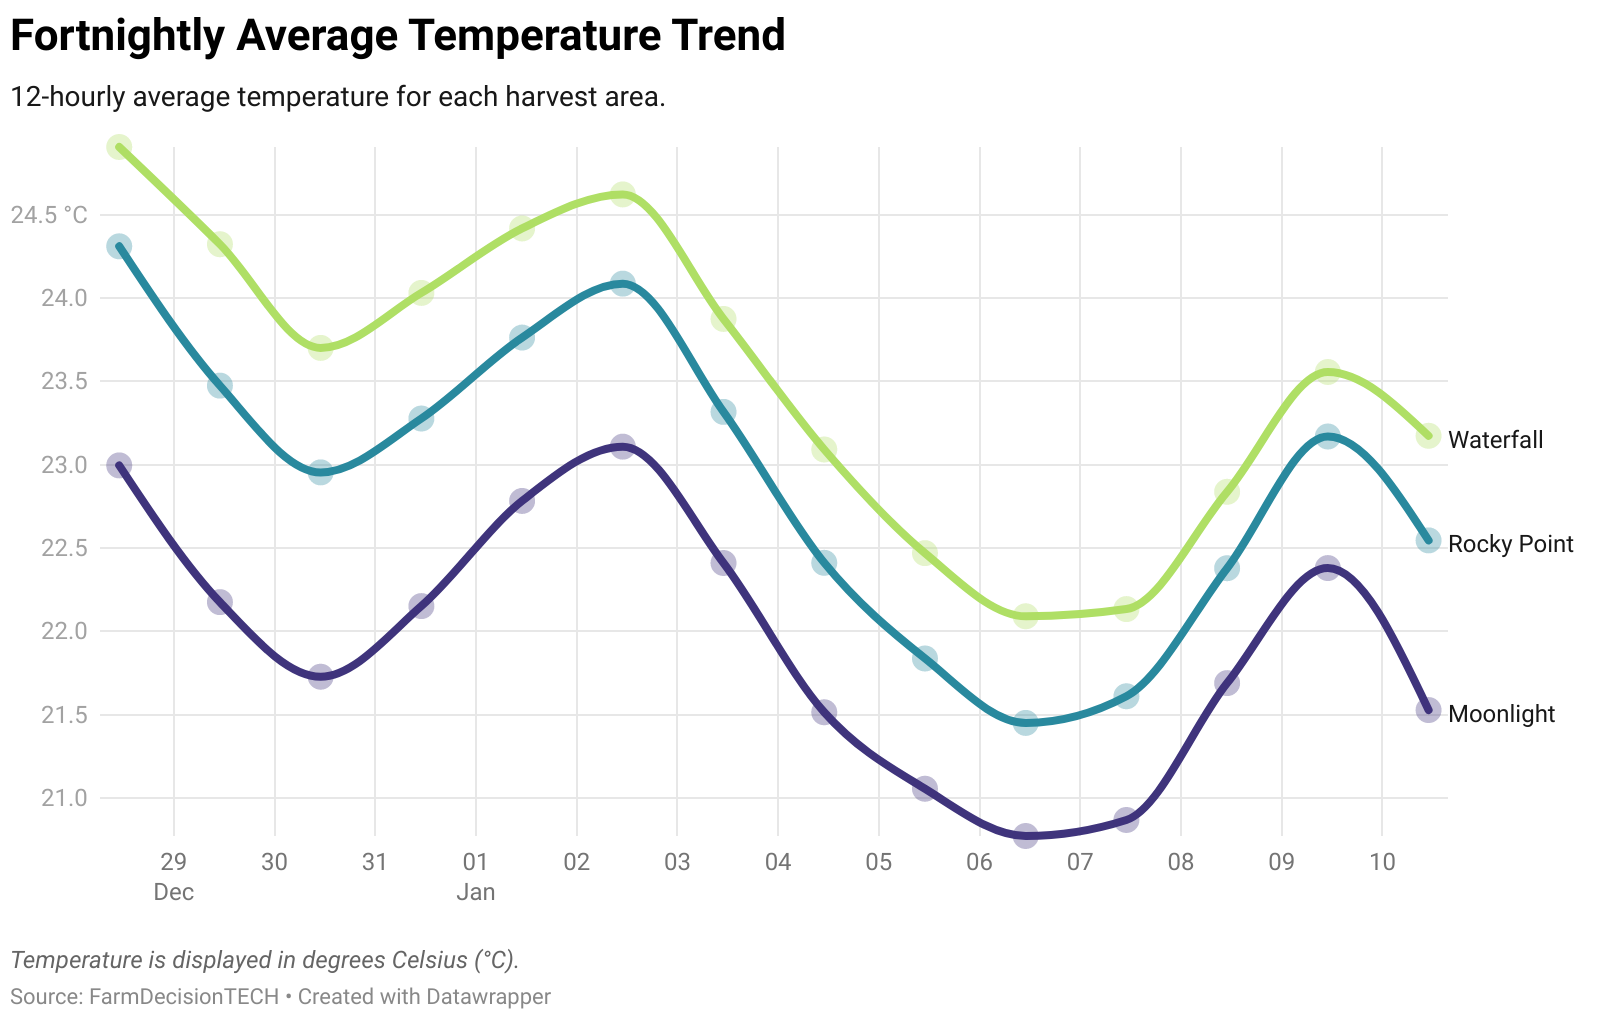 Fortnightly Average Temperature Trend
12-hourly average temperature for each harvest area.
24.5 °C
24.0
23.5
23.0
22.5
22.0
21.5
21.0
Waterfall
Rocky Point
Moonlight
29 30 31 01 02 03 04 05 06 07 08 09 10
Dec Jan
Temperature is displayed in degrees Celsius (°C).
Source: FarmDecisionTECH • Created with Datawrapper